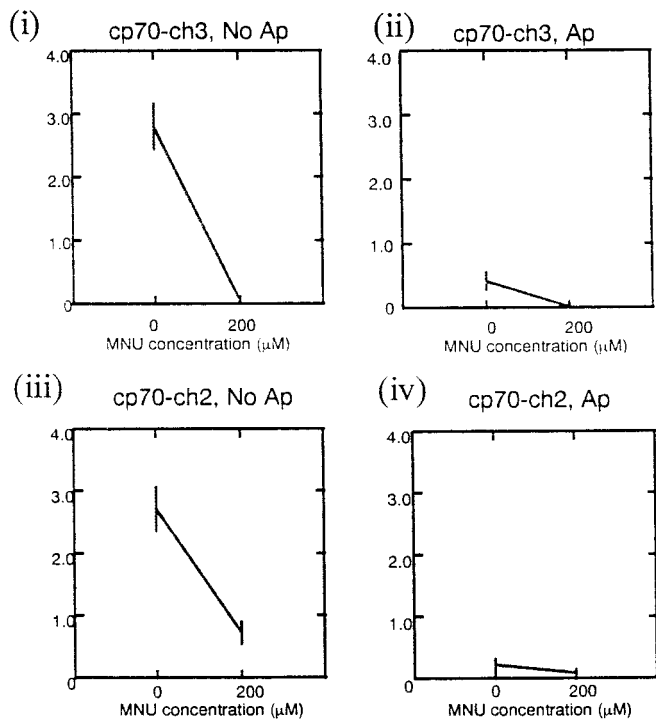 (i)
cp70-ch3, No Ap
4.0
3.0
2.0
1.0
0
0 200
MNU concentration (μM)
(ii)
cp70-ch3, Ap
4.0
3.0
2.0
1.0
0
0 200
MNU concentration (μM)
(iii)
cp70-ch2, No Ap
4.0
3.0
2.0
1.0
0
0 200
MNU concentration (μM)
(iv)
cp70-ch2, Ap
4.0
3.0
2.0
1.0
0
0 200
MNU concentration (μM)